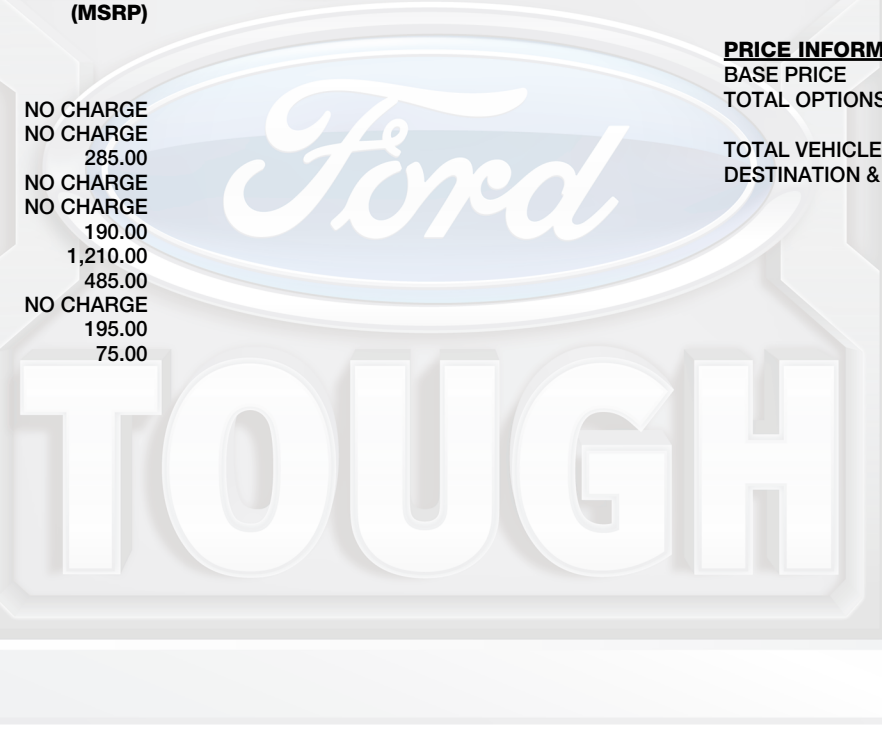 (MSRP)
NO CHARGE
NO CHARGE
285.00
NO CHARGE
NO CHARGE
190.00
1,210.00
485.00
NO CHARGE
195.00
75.00
PRICE INFORM
BASE PRICE
TOTAL OPTIONS
TOTAL VEHICLE
DESTINATION &
Ford
TOUGH